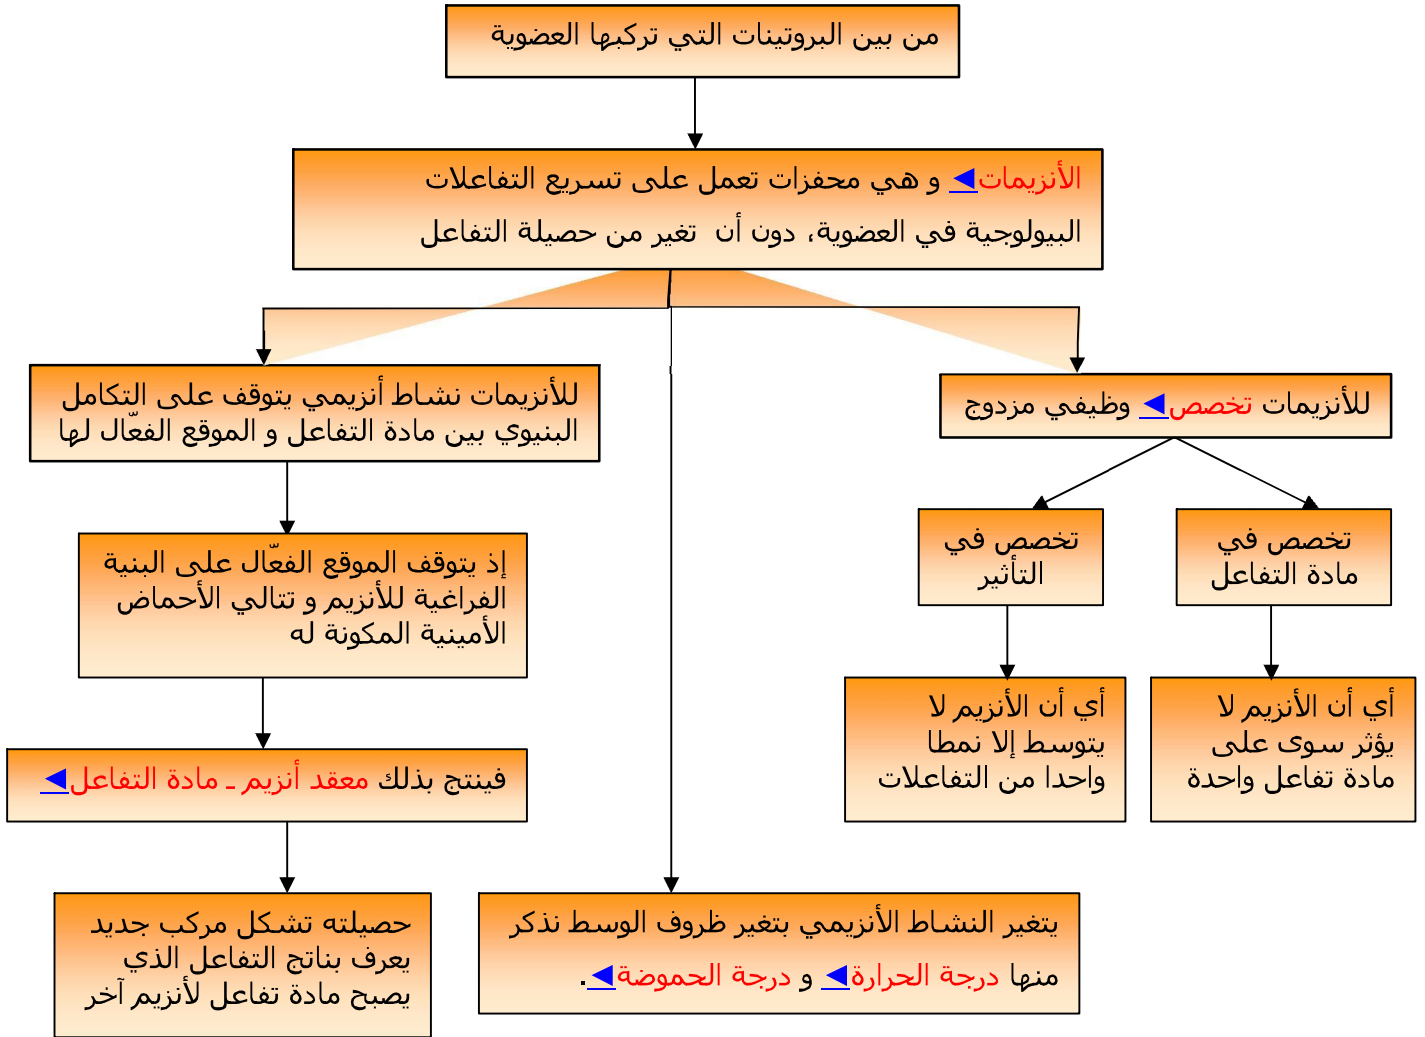 من بين البروتينات التي تركبها العضوية
الأنزيمات◄ و هي محفزات تعمل على تسريع التفاعلات
البيولوجية في العضوية، دون أن تغير من حصيلة التفاعل
للأنزيمات تخصص◄ وظيفي مزدوج
تخصص في
مادة التفاعل
أي أن الأنزيم لا
يؤثر سوى على
مادة تفاعل واحدة
تخصص في
التأثير
أي أن الأنزيم لا
يتوسط إلا نمطا
واحدا من التفاعلات
يتغير النشاط الأنزيمي بتغير ظروف الوسط نذكر
منها درجة الحرارة◄ و درجة الحموضة◄.
للأنزيمات نشاط أنزيمي يتوقف على التكامل
البنيوي بين مادة التفاعل و الموقع الفعّال لها
إذ يتوقف الموقع الفعّال على البنية
الفراغية للأنزيم و تتالي الأحماض
الأمينية المكونة له
فينتج بذلك معقد أنزيم ـ مادة التفاعل◄
حصيلته تشكل مركب جديد
يعرف بناتج التفاعل الذي
يصبح مادة تفاعل لأنزيم آخر